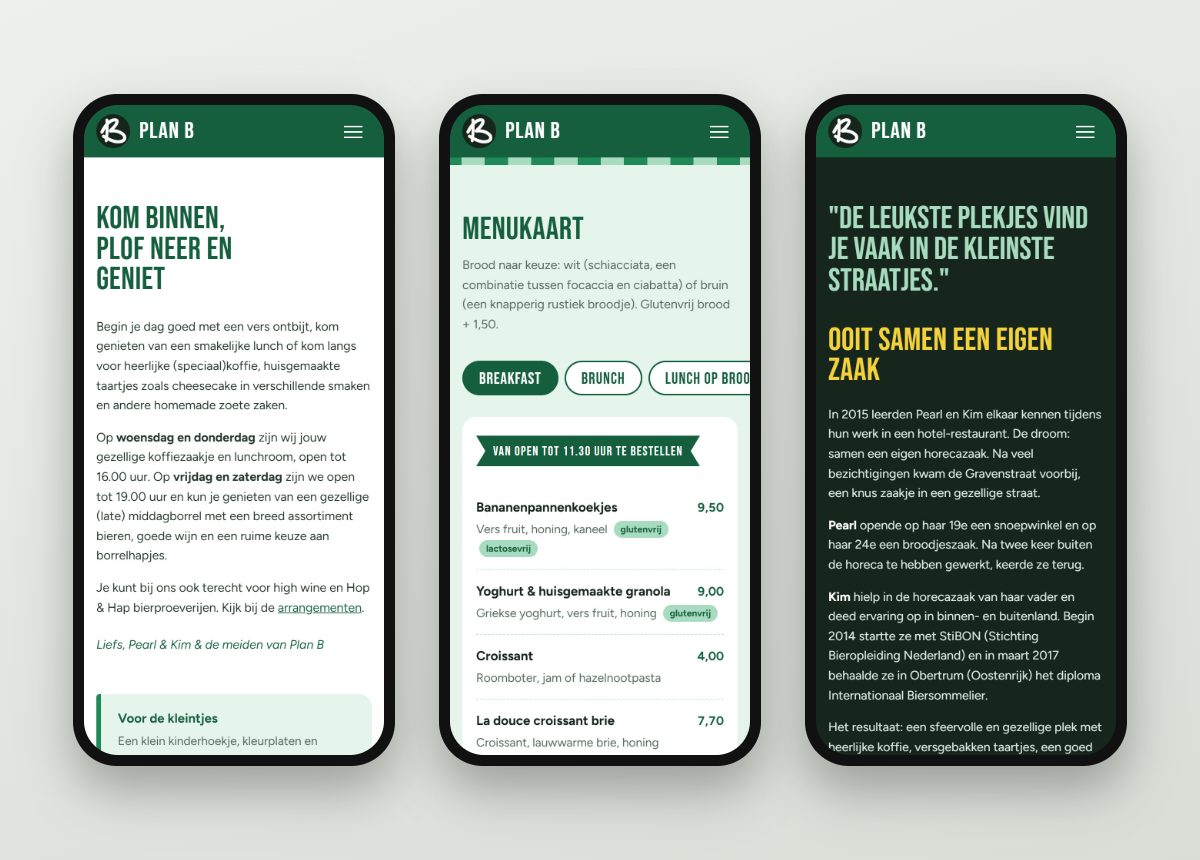 B PLAN B
KOM BINNEN,
PLOF NEER EN
GENIET
Begin je dag goed met een vers ontbijt, kom
genieten van een smakelijke lunch of kom langs
voor heerlijke (speciaal)koffie, huisgemaakte
taartjes zoals cheesecake in verschillende smaken
en andere homemade zoete zaken.
Op woensdag en donderdag zijn wij jouw
gezellige koffiezaakje en lunchroom, open tot
16.00 uur. Op vrijdag en zaterdag zijn we open
tot 19.00 uur en kun je genieten van een gezellige
(late) middagborrel met een breed assortiment
bieren, goede wijn en een ruime keuze aan
borrelhapjes.
Je kunt bij ons ook terecht voor high wine en Hop
& Hap bierproeverijen. Kijk bij de arrangementen.
Liefs, Pearl & Kim & de meiden van Plan B
Voor de kleintjes
Een klein kinderhoekje, kleurplaten en
B PLAN B
MENUKAART
Brood naar keuze: wit (schiacciata, een
combinatie tussen focaccia en ciabatta) of bruin
(een knapperig rustiek broodje). Glutenvrij brood
+ 1,50.
BREAKFAST BRUNCH LUNCH OP BROO
VAN OPEN TOT 11.30 UUR TE BESTELLEN
Bananenpannenkoekjes 9,50
Vers fruit, honing, kaneel glutenvrij
lactosevrij
Yoghurt & huisgemaakte granola 9,00
Griekse yoghurt, vers fruit, honing glutenvrij
Croissant 4,00
Roomboter, jam of hazelnootpasta
La douce croissant brie 7,70
Croissant, lauwwarme brie, honing
B PLAN B
"DE LEUKSTE PLEKJES VIND
JE VAAK IN DE KLEINSTE
STRAATJES."
OOIT SAMEN EEN EIGEN
ZAAK
In 2015 leerden Pearl en Kim elkaar kennen tijdens
hun werk in een hotel-restaurant. De droom:
samen een eigen horecazaak. Na veel
bezichtigingen kwam de Gravenstraat voorbij,
een knus zaakje in een gezellige straat.
Pearl opende op haar 19e een snoepwinkel en op
haar 24e een broodjeszaak. Na twee keer buiten
de horeca te hebben gewerkt, keerde ze terug.
Kim hielp in de horecazaak van haar vader en
deed ervaring op in binnen- en buitenland. Begin
2014 startte ze met StiBON (Stichting
Bieropleiding Nederland) en in maart 2017
behaalde ze in Obertrum (Oostenrijk) het diploma
Internationaal Biersommelier.
Het resultaat: een sfeervolle en gezellige plek met
heerlijke koffie, versgebakken taartjes, een goed